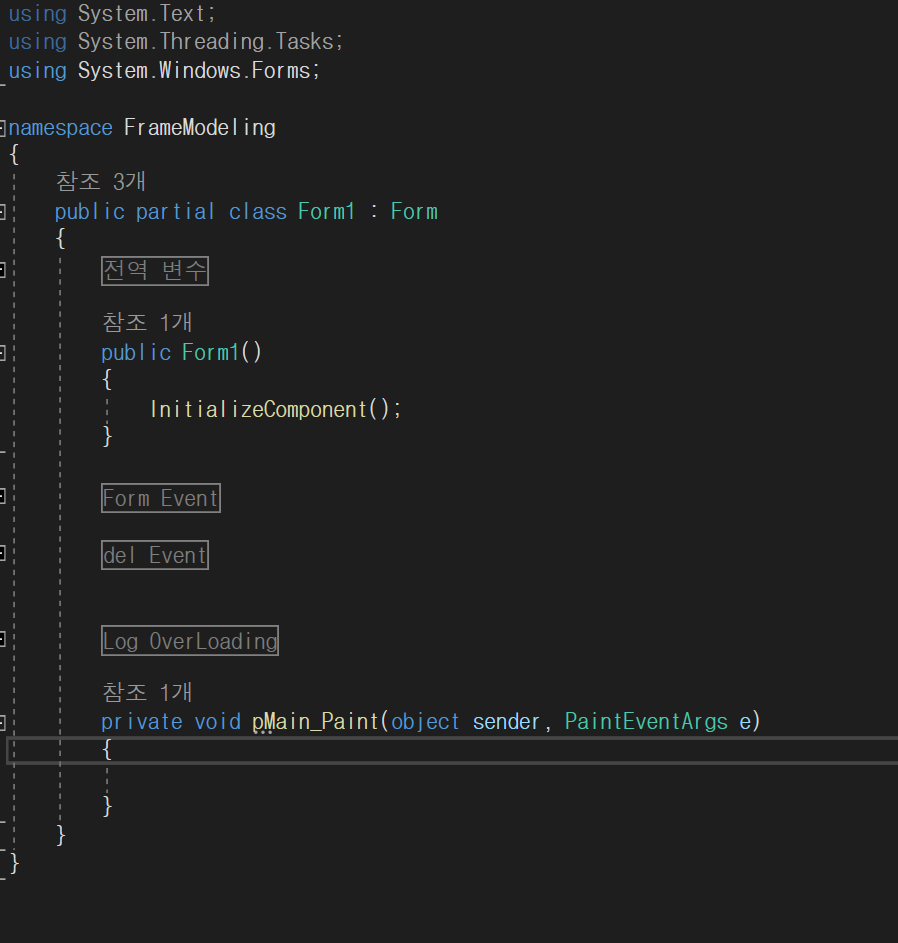 using System.Text;
using System.Threading.Tasks;
using System.Windows.Forms;
namespace FrameModeling
{
참조 3개
public partial class Form1 : Form
{
전역 변수
참조 1개
public Form1()
{
InitializeComponent();
}
Form Event
del Event
Log OverLoading
참조 1개
private void pMain_Paint(object sender, PaintEventArgs e)
{
}
}
}